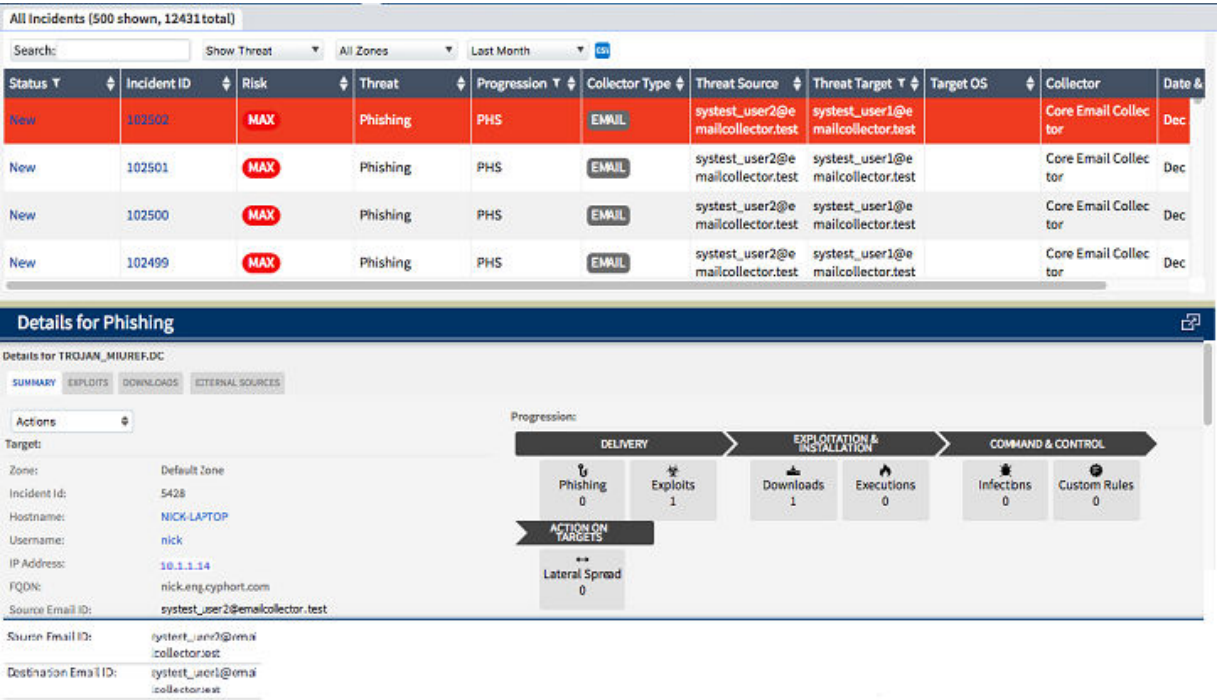 All Incidents (500 shown, 12431 total)
Search: Show Threat All Zones Last Month CSV
Status Incident ID Risk Threat Progression Collector Type Threat Source Threat Target Target OS Collector Date &
New 102502 MAX Phishing PHS EMAIL systest_user2@e systest_user1@e Core Email Collec Dec
mailcollector.test mailcollector.test tor
New 102501 MAX Phishing PHS EMAIL systest_user2@e systest_user1@e Core Email Collec Dec
mailcollector.test mailcollector.test tor
New 102500 MAX Phishing PHS EMAIL systest_user2@e systest_user1@e Core Email Collec Dec
mailcollector.test mailcollector.test tor
New 102499 MAX Phishing PHS EMAIL systest_user2@e systest_user1@e Core Email Collec Dec
mailcollector.test mailcollector.test tor
Details for Phishing
Details for TROJAN_MIUREF.DC
SUMMARY EXPLOITS DOWNLOADS EXTERNAL SOURCES
Actions
Target:
Zone: Default Zone
Incident Id: 5428
Hostname: NICK-LAPTOP
Username: nick
IP Address: 10.1.1.14
FQDN: nick.eng.cyphort.com
Source Email ID: systest_user2@emailcollector.test
Progression:
DELIVERY
Phishing
0
Exploits
1
EXPLOITATION &
INSTALLATION
Downloads
1
Executions
0
COMMAND & CONTROL
Infections
0
Custom Rules
0
ACTION ON
TARGETS
Lateral Spread
0
Source Email ID: systest_user2@emai
lcollector.test
Destination Email ID: systest_user1@emai
lcollector.test